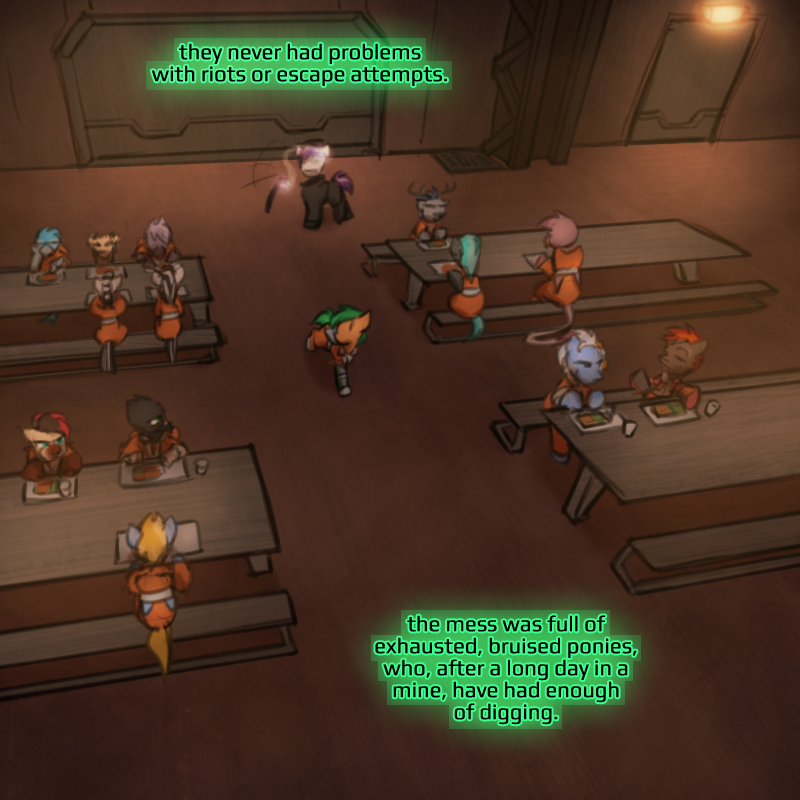 they never had problems
with riots or escape attempts.
the mess was full of
exhausted, bruised ponies,
who, after a long day in a
mine, have had enough
of digging.